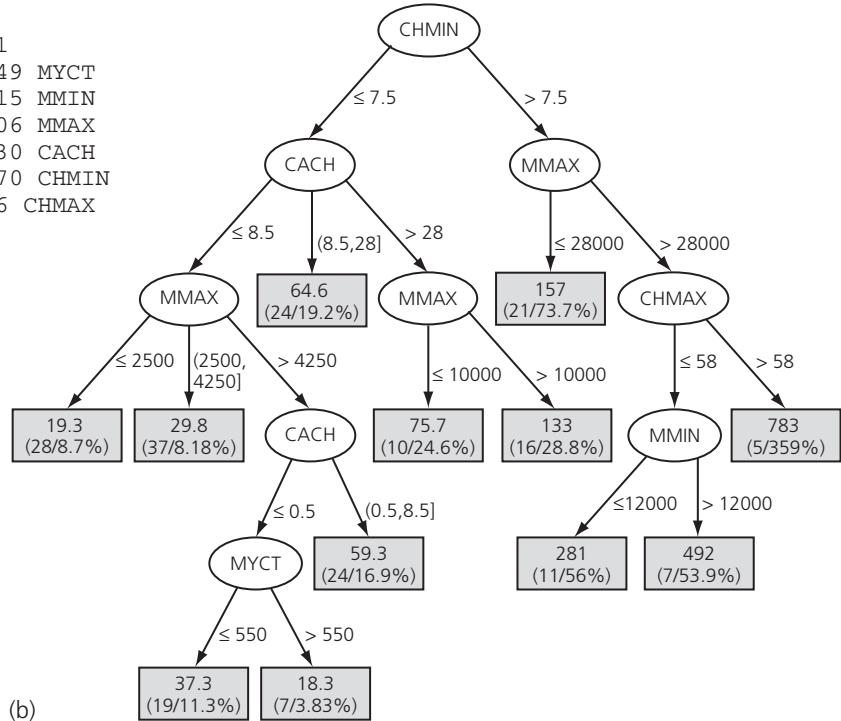 CHMIN
1
49 MYCT
15 MMIN
06 MMAX
30 CACH
70 CHMIN
6 CHMAX
≤ 7.5
> 7.5
CACH
MMAX
≤ 8.5
(8.5,28]
> 28
≤ 28000
> 28000
MMAX
64.6
(24/19.2%)
MMAX
157
(21/73.7%)
CHMAX
≤ 2500
(2500,
4250]
> 4250
≤ 10000
> 10000
≤ 58
> 58
19.3
(28/8.7%)
29.8
(37/8.18%)
CACH
75.7
(10/24.6%)
133
(16/28.8%)
MMIN
783
(5/359%)
≤ 0.5
(0.5,8.5]
≤12000
> 12000
MYCT
59.3
(24/16.9%)
281
(11/56%)
492
(7/53.9%)
≤ 550
> 550
37.3
(19/11.3%)
18.3
(7/3.83%)
(b)